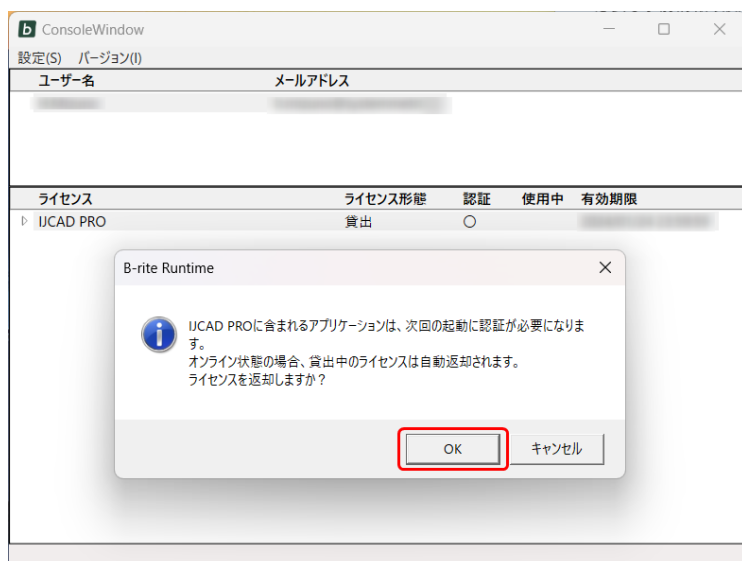 ConsoleWindow
設定(S) バージョン(I)
ユーザー名 メールアドレス
ライセンス ライセンス形態 認証 使用中 有効期限
IJCAD PRO 貸出 〇
B-rite Runtime
IJCAD PROに含まれるアプリケーションは、次回の起動に認証が必要になりま
す。
オンライン状態の場合、貸出中のライセンスは自動返却されます。
ライセンスを返却しますか？
OK キャンセル